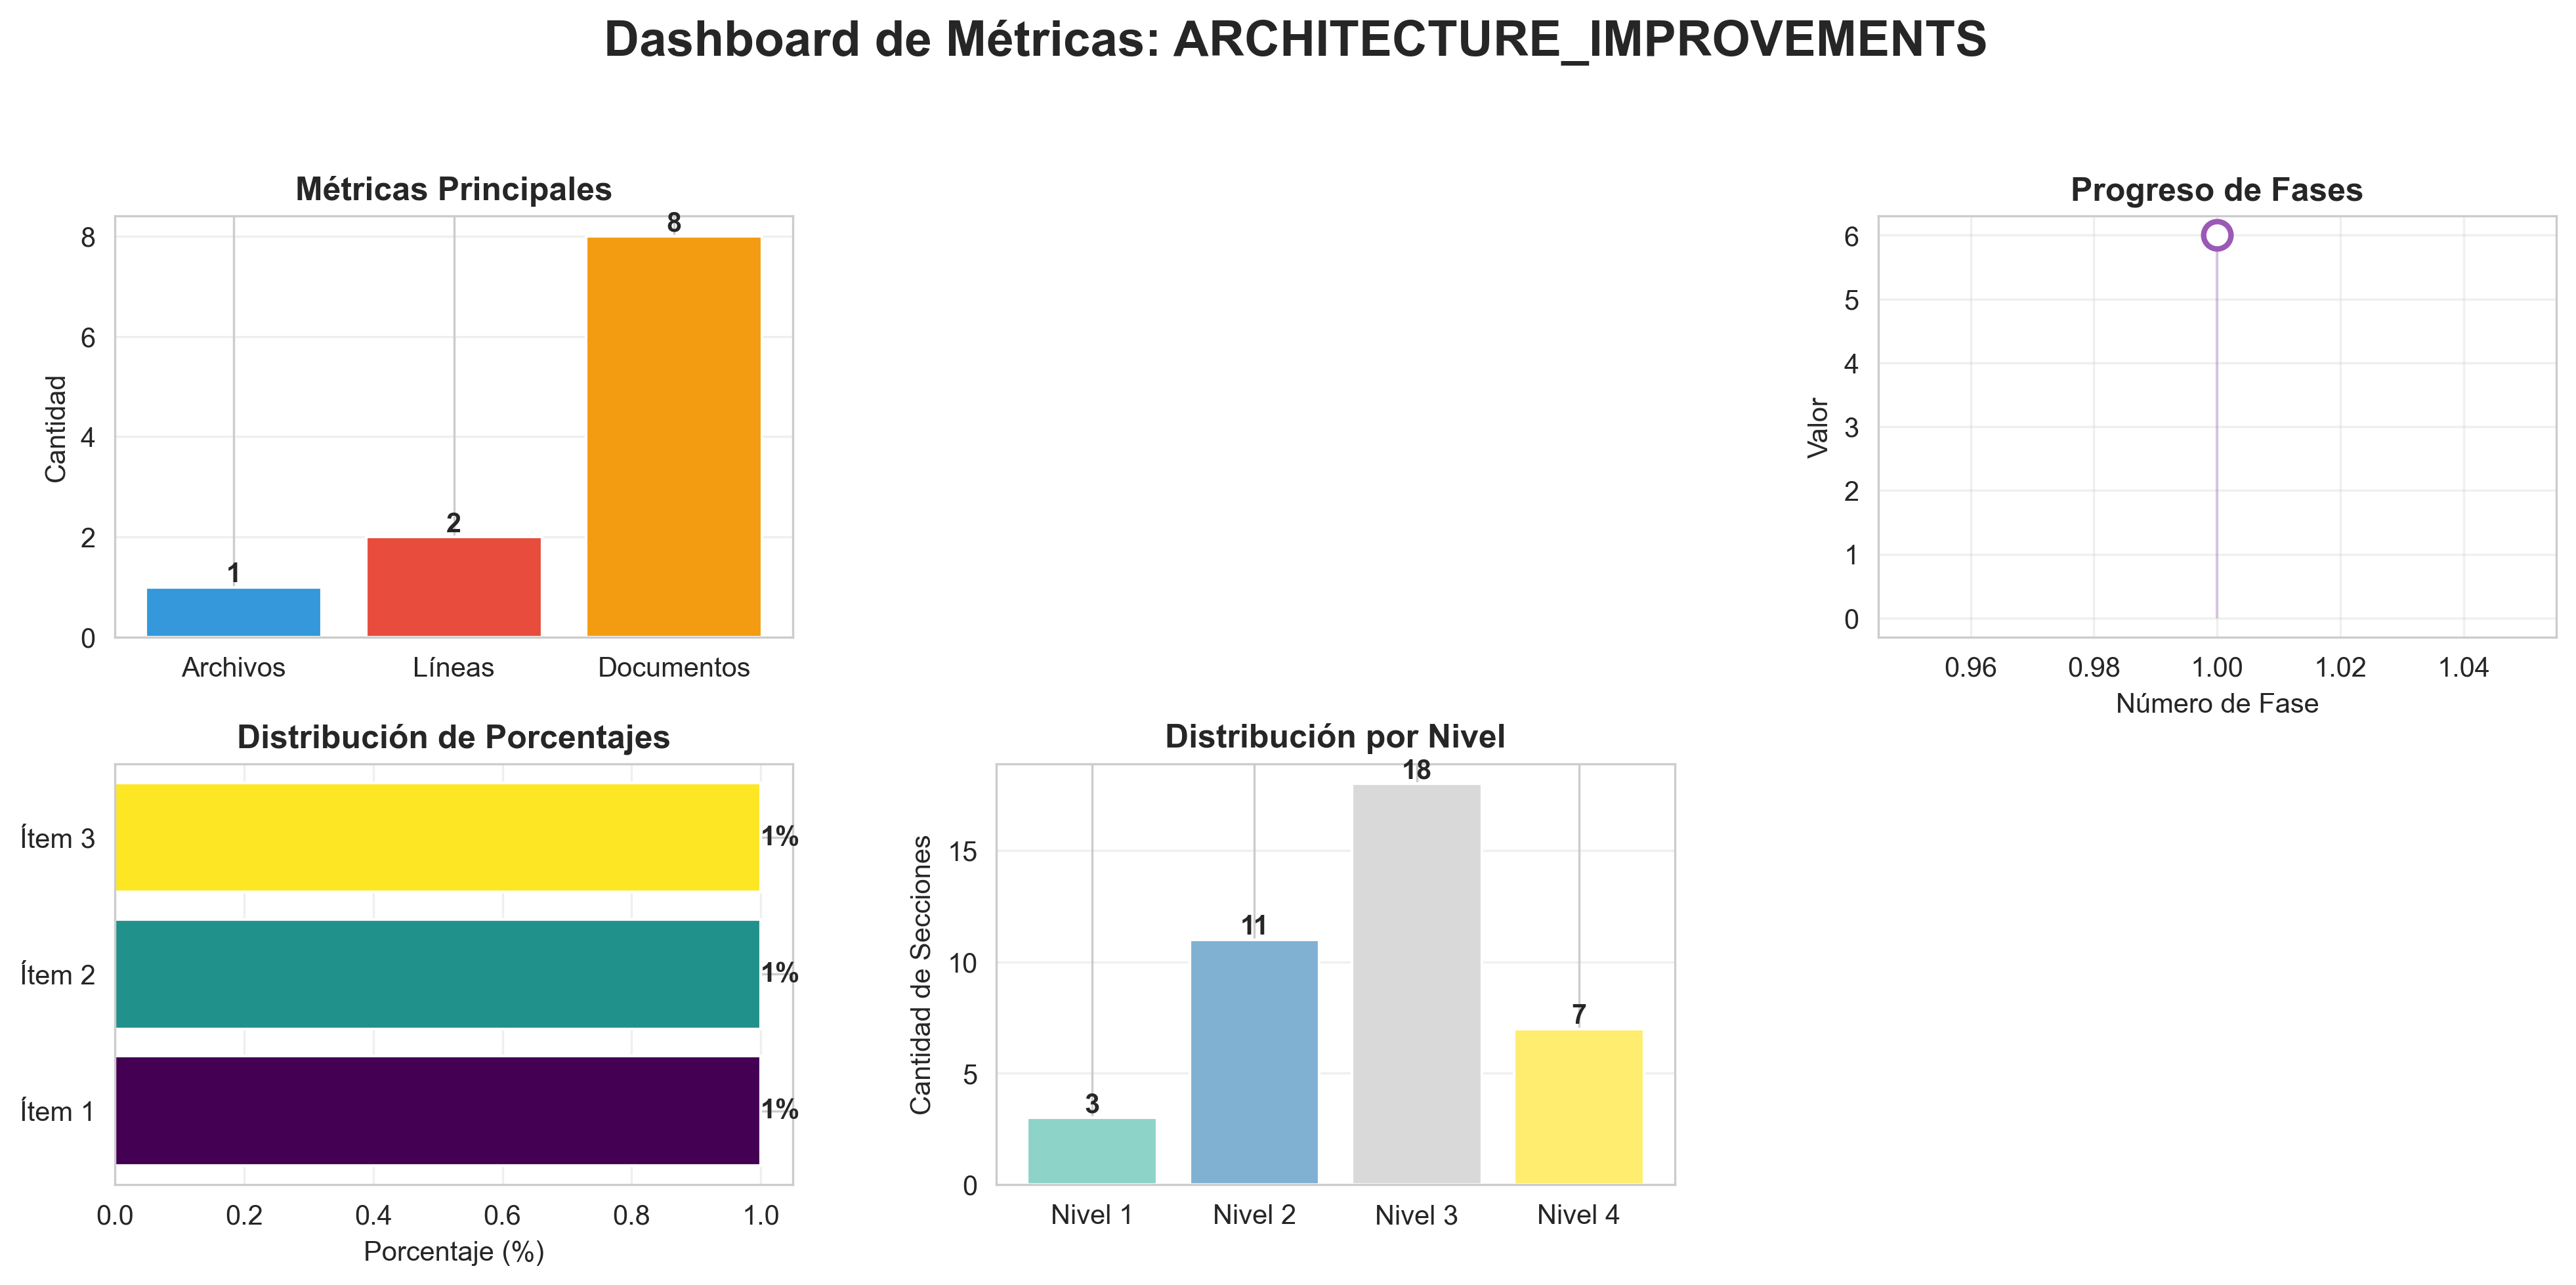 Dashboard de Métricas: ARCHITECTURE_IMPROVEMENTS
Métricas Principales
Cantidad
8
6
4
2
0
1
2
8
Archivos Líneas Documentos
Progreso de Fases
Valor
6
5
4
3
2
1
0
0.96 0.98 1.00 1.02 1.04
Número de Fase
Distribución de Porcentajes
Ítem 3 1%
Ítem 2 1%
Ítem 1 1%
0.0 0.2 0.4 0.6 0.8 1.0
Porcentaje (%)
Distribución por Nivel
Cantidad de Secciones
15
10
5
0
3
11
18
7
Nivel 1 Nivel 2 Nivel 3 Nivel 4